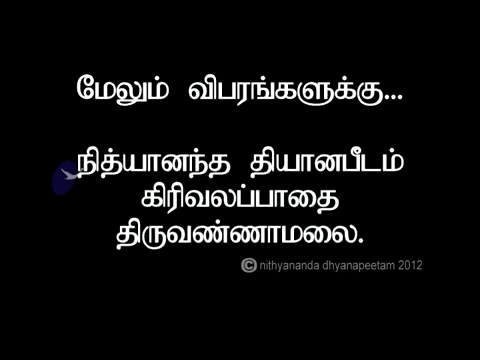 மேலும் விபரங்களுக்கு...
நித்யானந்த தியானபீடம்
கிரிவலப்பாதை
திருவண்ணாமலை.
© nithyananda dhyanapeetam 2012